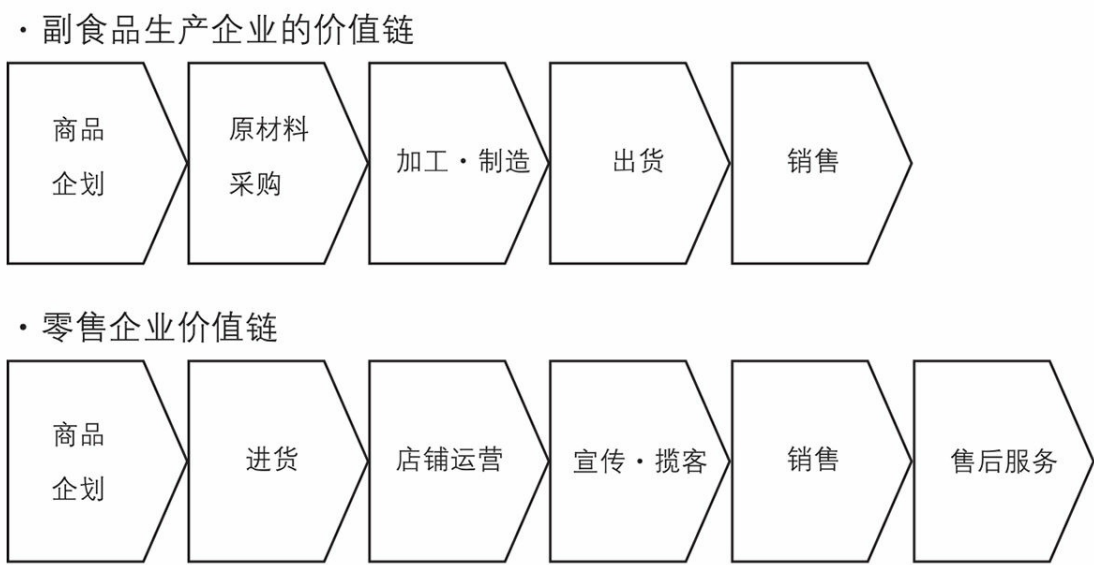 ·副食品生产企业的价值链
商品
企划
原材料
采购
加工·制造
出货
销售
·零售企业价值链
商品
企划
进货
店铺运营
宣传·揽客
销售
售后服务